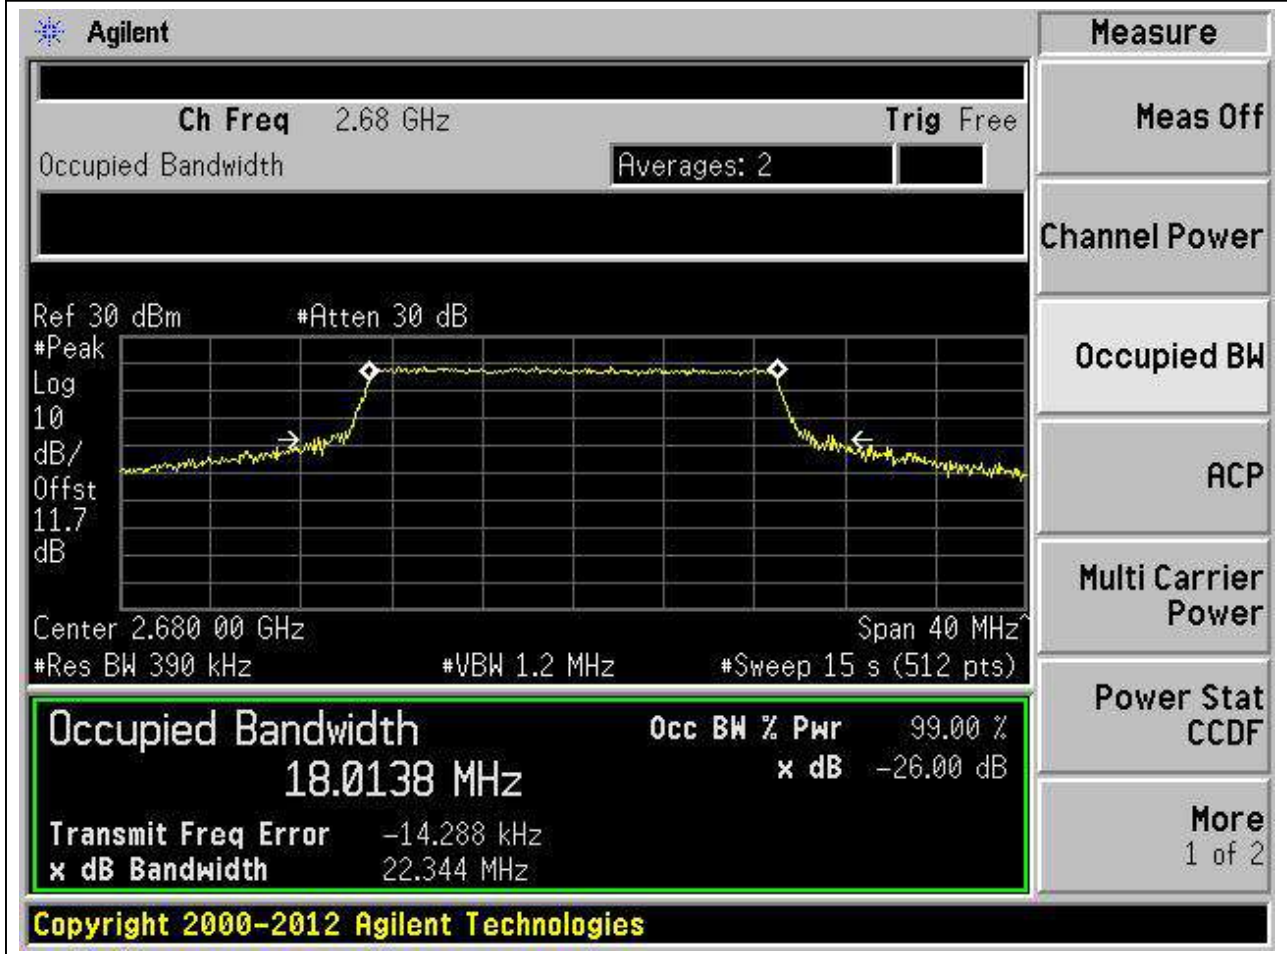 Agilent
Measure
Ch Freq 2.68 GHz Trig Free
Occupied Bandwidth Averages: 2
Ref 30 dBm #Atten 30 dB
#Peak
Log
10
dB/
Offst
11.7
dB
Center 2.680 00 GHz Span 40 MHz^
#Res BW 390 kHz #VBW 1.2 MHz #Sweep 15 s (512 pts)
Occupied Bandwidth Occ BW % Pwr 99.00 %
18.0138 MHz x dB -26.00 dB
Transmit Freq Error -14.288 kHz
x dB Bandwidth 22.344 MHz
Copyright 2000-2012 Agilent Technologies
Meas Off
Channel Power
Occupied BW
ACP
Multi Carrier
Power
Power Stat
CCDF
More
1 of 2